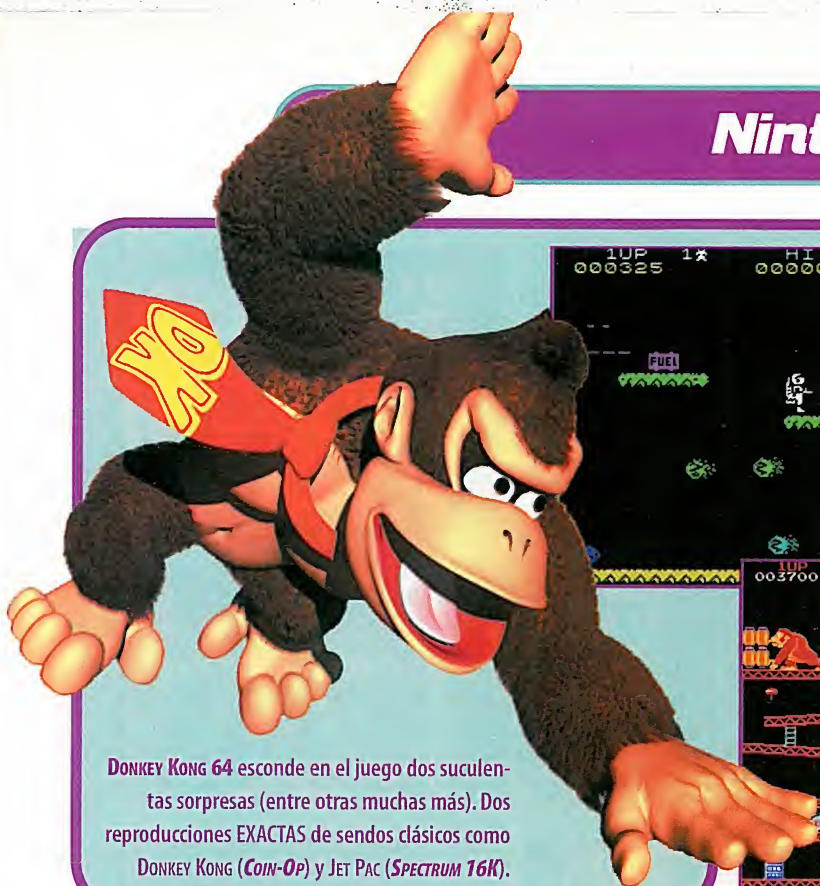 Nint
1UP 1 HI
000325 0000
FUEL
DK
1UP
003700
DONKEY KONG 64 esconde en el juego dos suculen-
tas sorpresas (entre otras muchas más). Dos
reproducciones EXACTAS de sendos clásicos como
DONKEY KONG (COIN-OP) y JET PAC (SPECTRUM 16K).